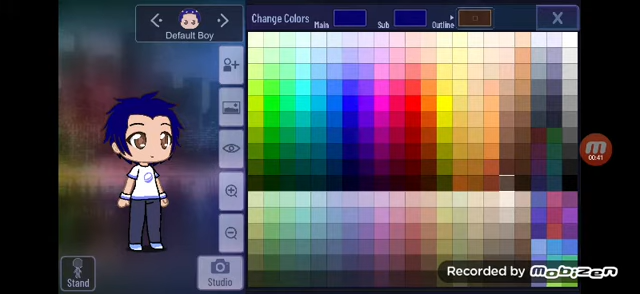 Default Boy
Change Colors
Main
Sub
Outline
X
Stand
Studio
00:41
Recorded by mobizen